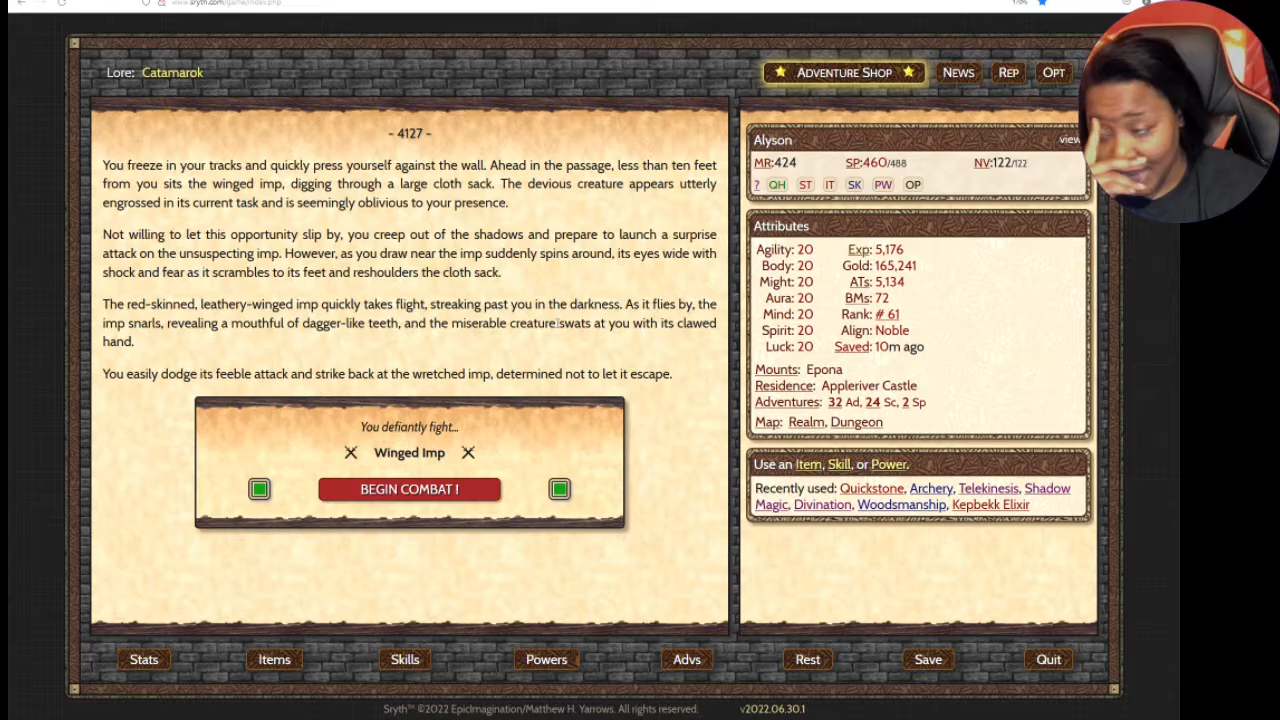 www.sryth.com/game/index.php
170%
Lore: Catamarok
ADVENTURE SHOP
NEWS
REP
OPT
- 4127 -
You freeze in your tracks and quickly press yourself against the wall. Ahead in the passage, less than ten feet
from you sits the winged imp, digging through a large cloth sack. The devious creature appears utterly
engrossed in its current task and is seemingly oblivious to your presence.
Not willing to let this opportunity slip by, you creep out of the shadows and prepare to launch a surprise
attack on the unsuspecting imp. However, as you draw near the imp suddenly spins around, its eyes wide with
shock and fear as it scrambles to its feet and reshoulders the cloth sack.
The red-skinned, leathery-winged imp quickly takes flight, streaking past you in the darkness. As it flies by, the
imp snarls, revealing a mouthful of dagger-like teeth, and the miserable creature swats at you with its clawed
hand.
You easily dodge its feeble attack and strike back at the wretched imp, determined not to let it escape.
You defiantly fight...
Winged Imp
BEGIN COMBAT !
Alyson
view
MR:424 SP:460/488 NV:122/122
? QH ST IT SK PW OP
Attributes
Agility: 20 Exp: 5,176
Body: 20 Gold: 165,241
Might: 20 ATs: 5,134
Aura: 20 BMs: 72
Mind: 20 Rank: # 61
Spirit: 20 Align: Noble
Luck: 20 Saved: 10m ago
Mounts: Epona
Residence: Appleriver Castle
Adventures: 32 Ad, 24 Sc, 2 Sp
Map: Realm, Dungeon
Use an Item, Skill, or Power.
Recently used: Quickstone, Archery, Telekinesis, Shadow
Magic, Divination, Woodsmanship, Kepbekk Elixir
Stats
Items
Skills
Powers
Advs
Rest
Save
Quit
Sryth™ ©2022 EpicImagination/Matthew H. Yarrows. All rights reserved.
v2022.06.30.1